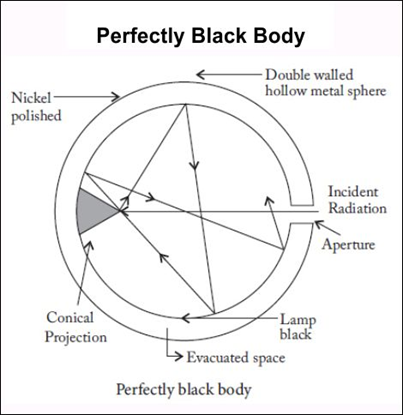 Perfectly Black Body
Double walled
hollow metal sphere
Nickel
polished
Incident
Radiation
Aperture
Conical
Projection
Lamp
black
Evacuated space
Perfectly black body